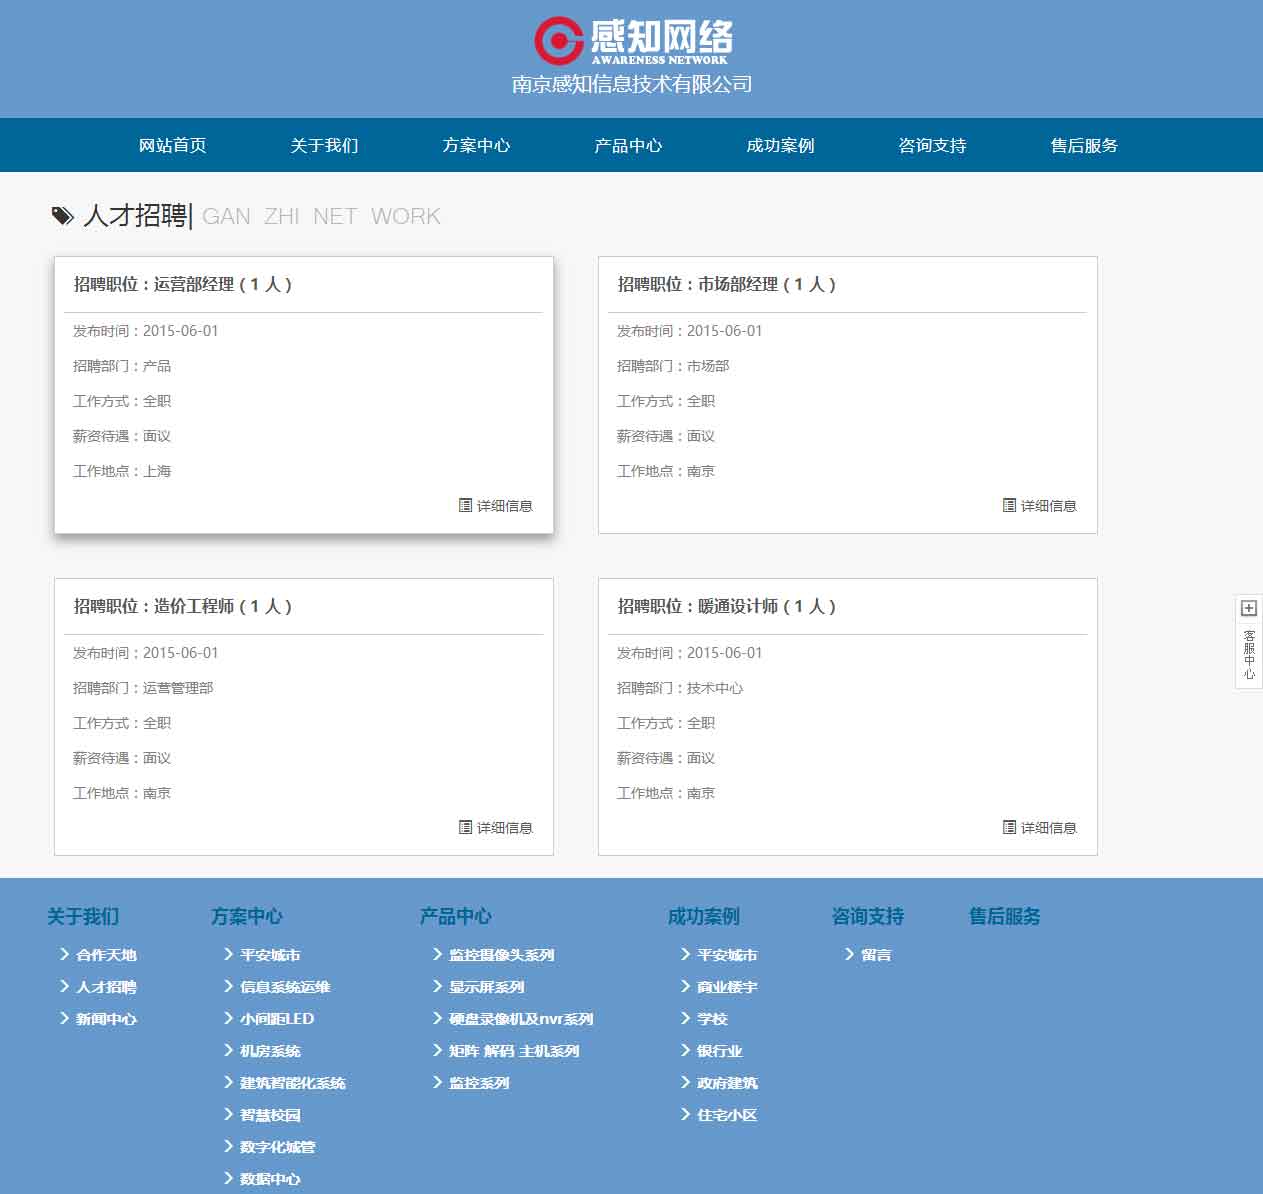 感知网络
AWARENESS NETWORK
南京感知信息技术有限公司
网站首页 关于我们 方案中心 产品中心 成功案例 咨询支持 售后服务
人才招聘| GAN ZHI NET WORK
招聘职位：运营部经理（1 人）
发布时间：2015-06-01
招聘部门：产品
工作方式：全职
薪资待遇：面议
工作地点：上海
详细信息
招聘职位：市场部经理（1 人）
发布时间：2015-06-01
招聘部门：市场部
工作方式：全职
薪资待遇：面议
工作地点：南京
详细信息
招聘职位：造价工程师（1 人）
发布时间：2015-06-01
招聘部门：运营管理部
工作方式：全职
薪资待遇：面议
工作地点：南京
详细信息
招聘职位：暖通设计师（1 人）
发布时间：2015-06-01
招聘部门：技术中心
工作方式：全职
薪资待遇：面议
工作地点：南京
详细信息
客服中心
关于我们
合作天地
人才招聘
新闻中心
方案中心
平安城市
信息系统运维
小间距LED
机房系统
建筑智能化系统
智慧校园
数字化城管
数据中心
产品中心
监控摄像头系列
显示屏系列
硬盘录像机及nvr系列
矩阵 解码 主机系列
监控系列
成功案例
平安城市
商业楼宇
学校
银行业
政府建筑
住宅小区
咨询支持
留言
售后服务